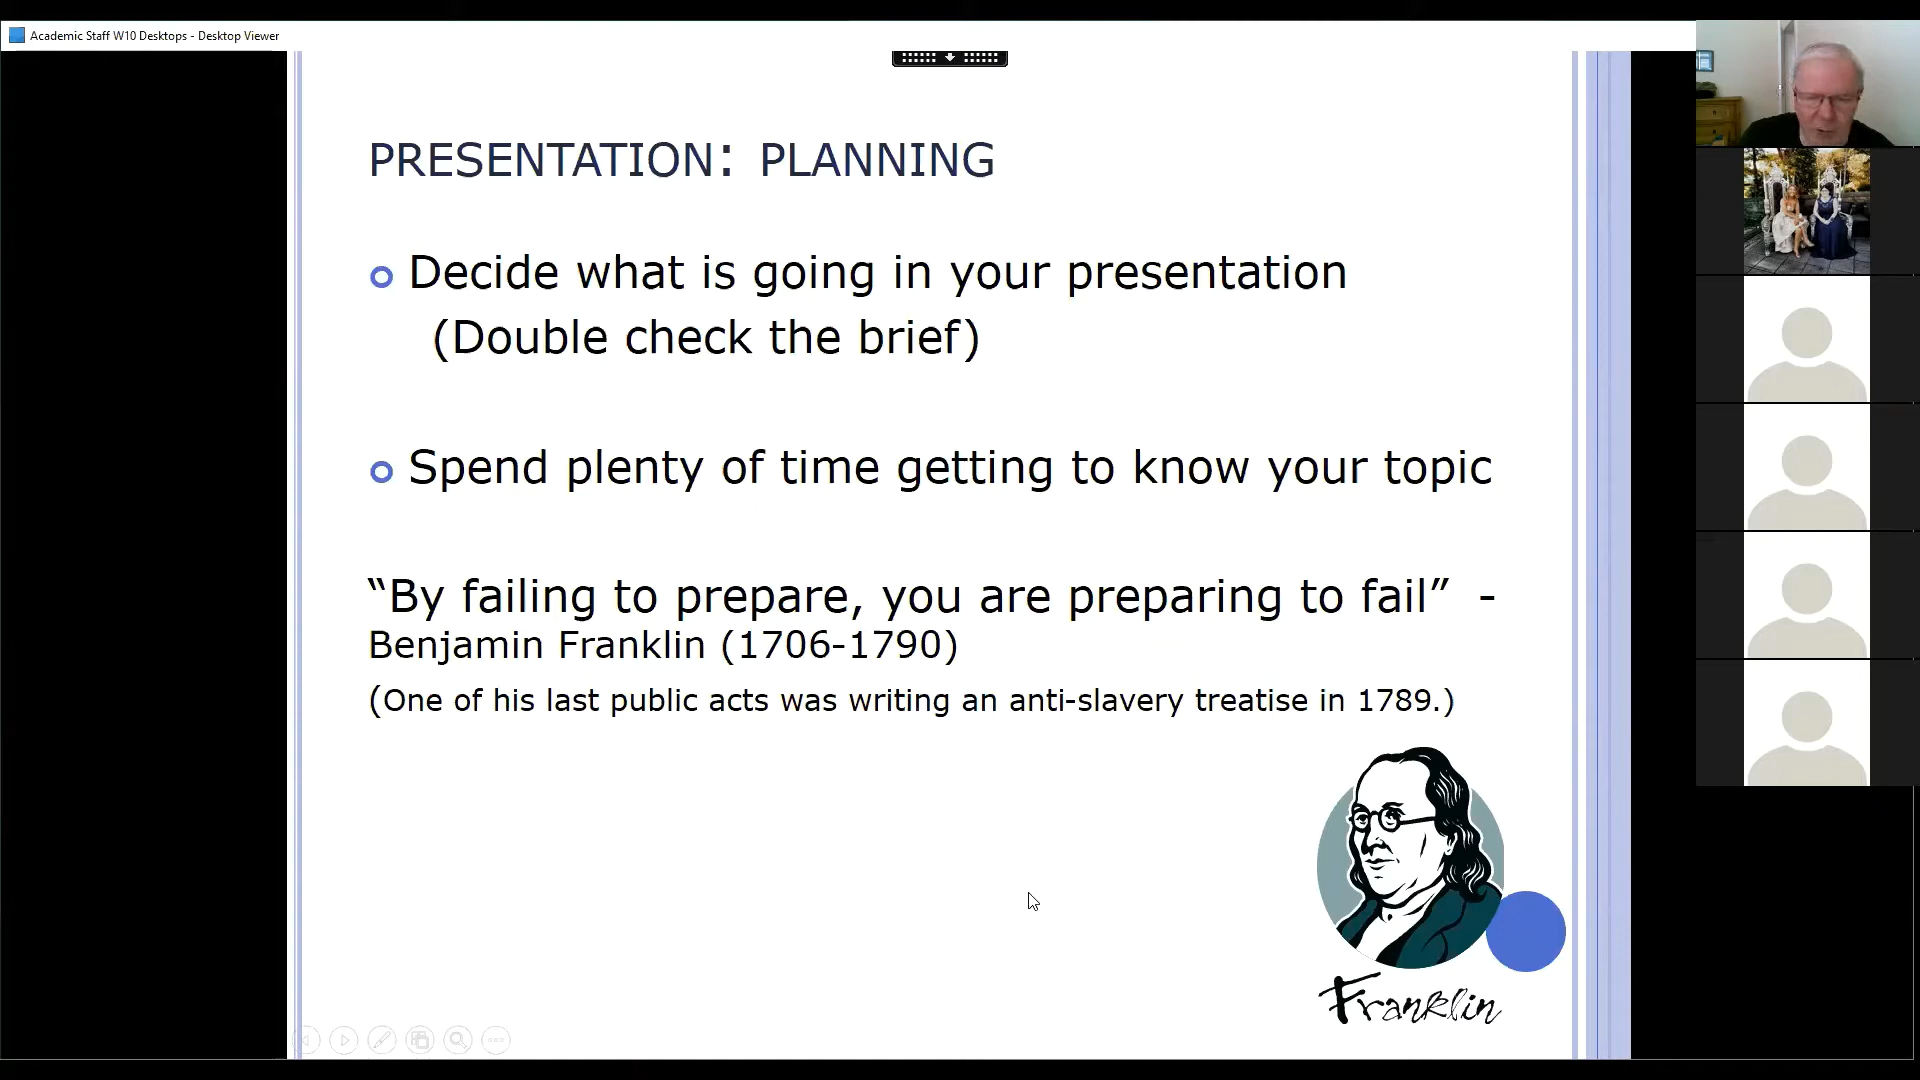 Academic Staff W10 Desktops - Desktop Viewer
PRESENTATION: PLANNING
Decide what is going in your presentation
(Double check the brief)
Spend plenty of time getting to know your topic
“By failing to prepare, you are preparing to fail” -
Benjamin Franklin (1706-1790)
(One of his last public acts was writing an anti-slavery treatise in 1789.)
Franklin